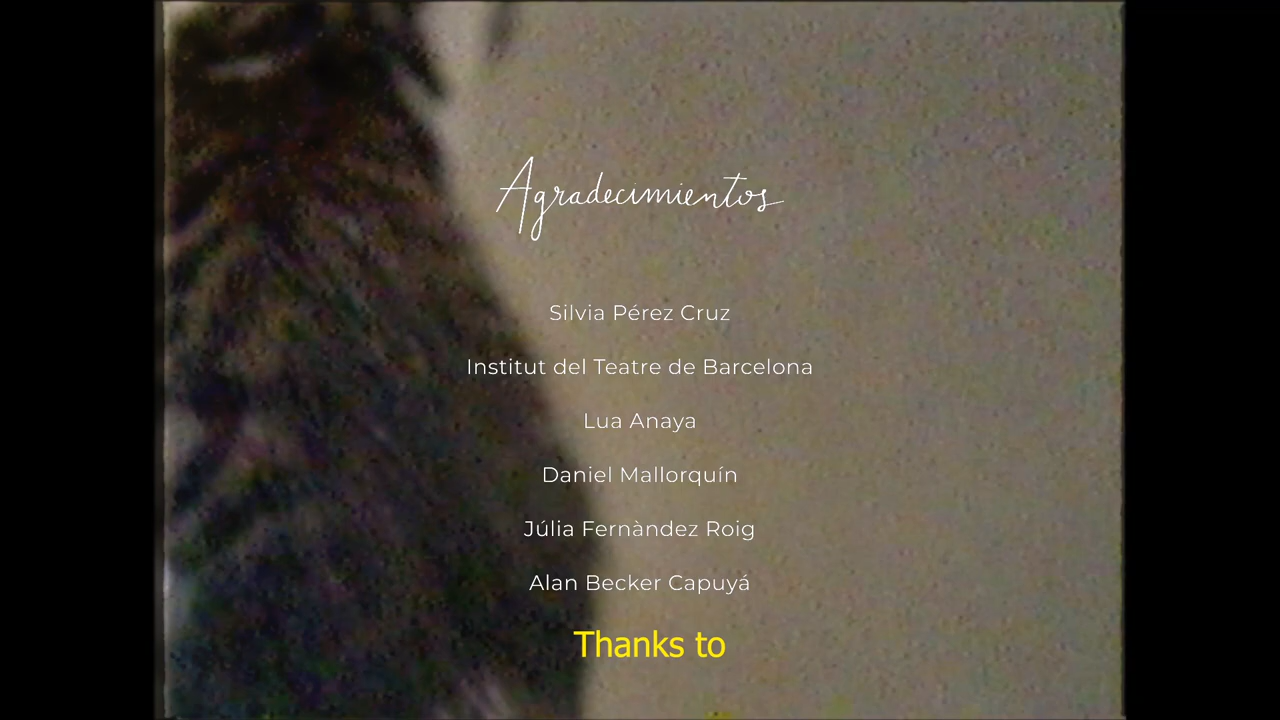 Agradecimientos
Silvia Pérez Cruz
Institut del Teatre de Barcelona
Lua Anaya
Daniel Mallorquín
Júlia Fernàndez Roig
Alan Becker Capuyá
Thanks to